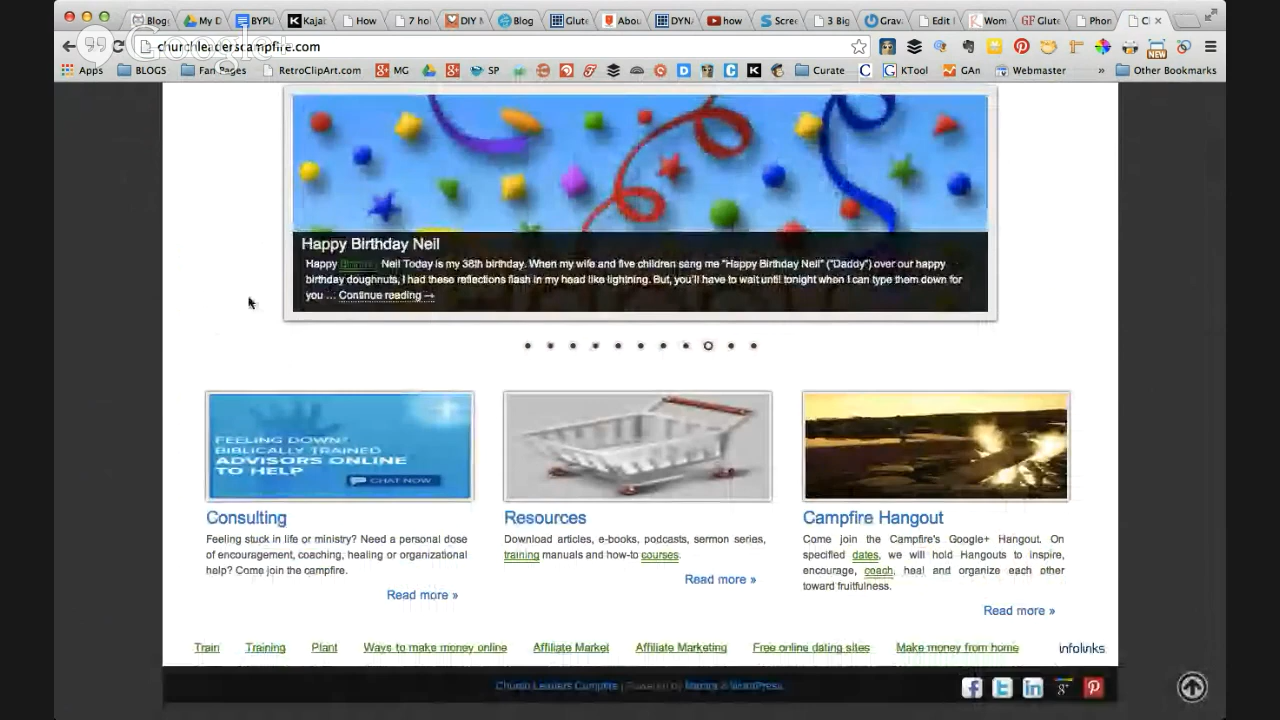 Blog
My D
BYPU
Kajal
How
7 ho
DIY M
Blog
Glute
Abou
DYNA
how
Scree
3 Big
Grav
Edit I
Wom
GF Glute
Phon
Cl
Google+
churchleaderscampfire.com
NEW
Apps
BLOGS
Fan Pages
RetroClipArt.com
MG
SP
Curate
KTool
GAn
Webmaster
»
Other Bookmarks
Happy Birthday Neil
Happy Birthday Neil Today is my 38th birthday. When my wife and five children sang me "Happy Birthday Neil" ("Daddy") over our happy
birthday doughnuts, I had these reflections flash in my head like lightning. But, you'll have to wait until tonight when I can type them down for
you ... Continue reading →
FEELING DOWN?
BIBLICALLY TRAINED
ADVISORS ONLINE
TO HELP
CHAT NOW
Consulting
Feeling stuck in life or ministry? Need a personal dose
of encouragement, coaching, healing or organizational
help? Come join the campfire.
Read more »
Resources
Download articles, e-books, podcasts, sermon series,
training manuals and how-to courses.
Read more »
Campfire Hangout
Come join the Campfire's Google+ Hangout. On
specified dates, we will hold Hangouts to inspire,
encourage, coach, heal and organize each other
toward fruitfulness.
Read more »
Train Training Plant Ways to make money online Affiliate Market Affiliate Marketing Free online dating sites Make money from home infolinks
Church Leaders Campfire | Powered by Mantra & WordPress.